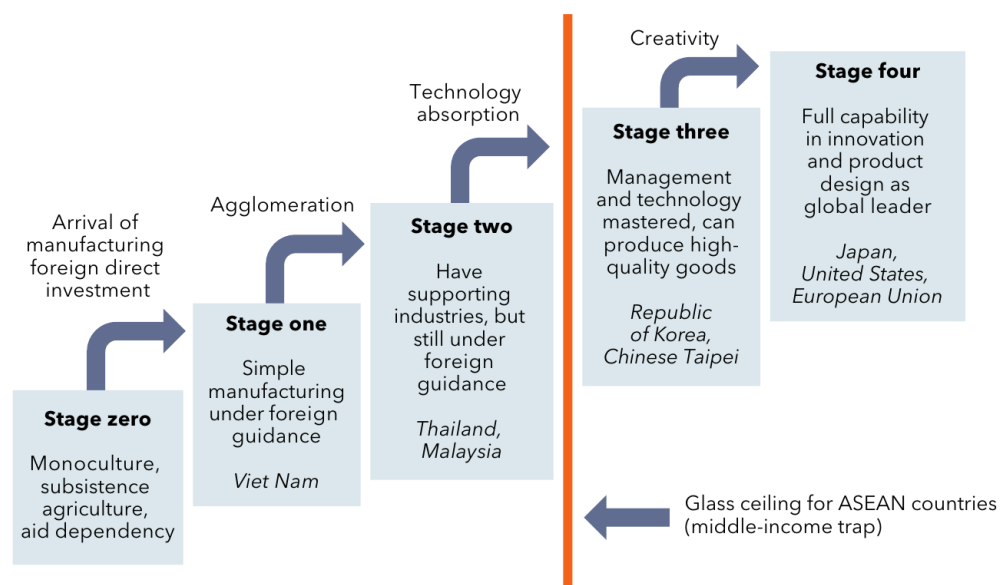 Arrival of
manufacturing
foreign direct
investment
Stage zero
Monoculture,
subsistence
agriculture,
aid dependency
Agglomeration
Stage one
Simple
manufacturing
under foreign
guidance
Viet Nam
Technology
absorption
Stage two
Have
supporting
industries, but
still under
foreign
guidance
Thailand,
Malaysia
Creativity
Stage three
Management
and technology
mastered, can
produce high-
quality goods
Republic
of Korea,
Chinese Taipei
Stage four
Full capability
in innovation
and product
design as
global leader
Japan,
United States,
European Union
Glass ceiling for ASEAN countries
(middle-income trap)